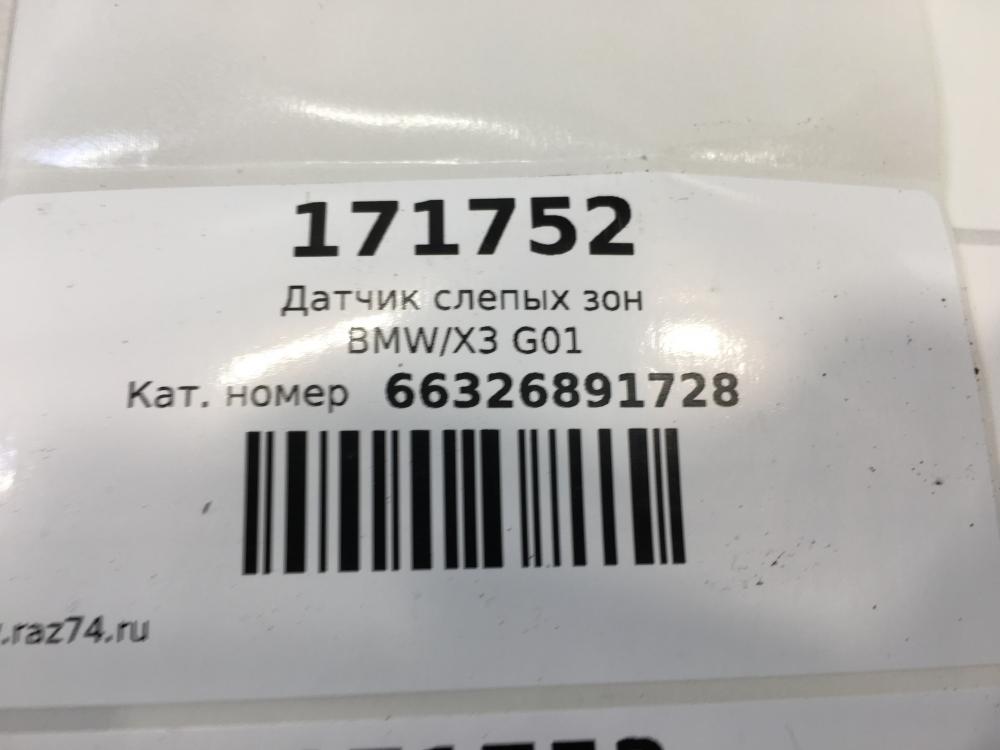 171752
Датчик слепых зон
BMW/X3 G01
Кат. номер 66326891728
.raz74.ru